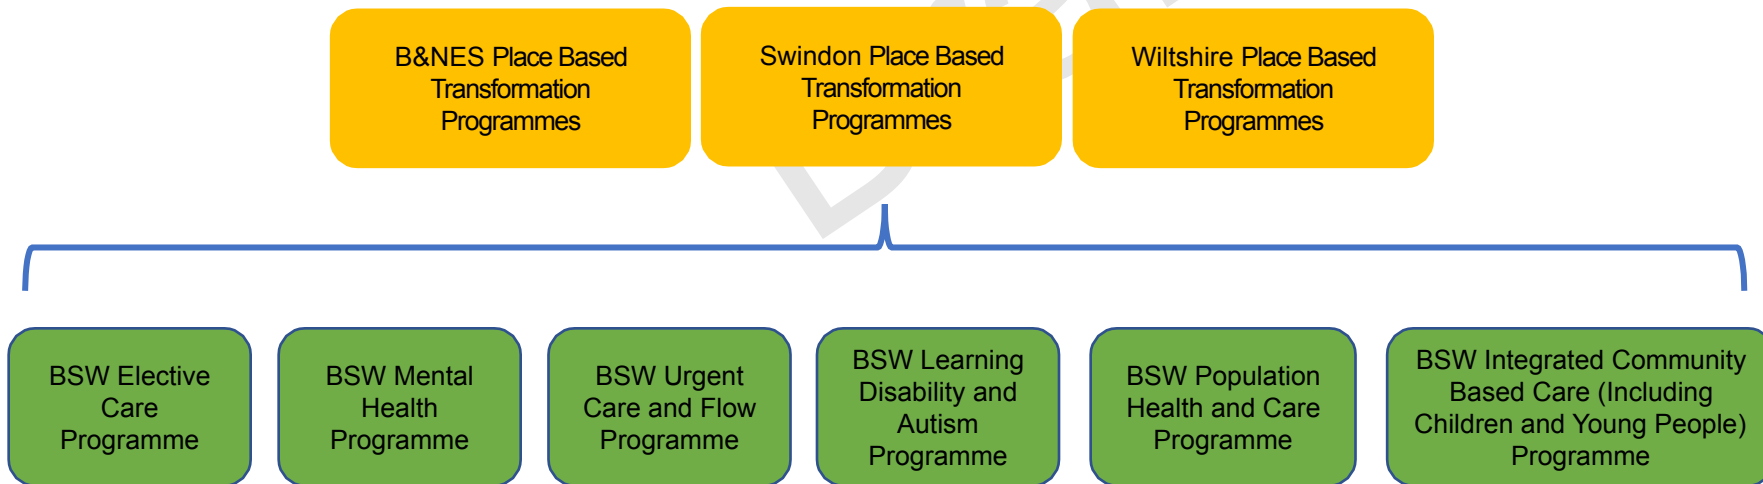 B&NES Place Based
Transformation
Programmes
Swindon Place Based
Transformation
Programmes
Wiltshire Place Based
Transformation
Programmes
BSW Elective
Care
Programme
BSW Mental
Health
Programme
BSW Urgent
Care and Flow
Programme
BSW Learning
Disability and
Autism
Programme
BSW Population
Health and Care
Programme
BSW Integrated Community
Based Care (Including
Children and Young People)
Programme